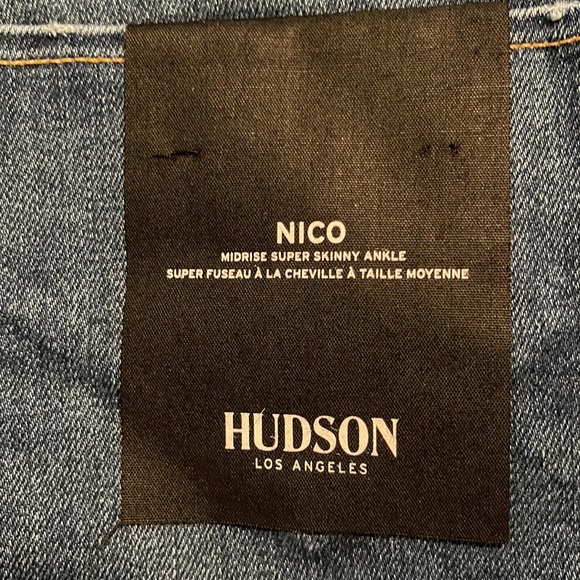 NICO
MIDRISE SUPER SKINNY ANKLE
SUPER FUSEAU À LA CHEVILLE À TAILLE MOYENNE
HUDSON
LOS ANGELES